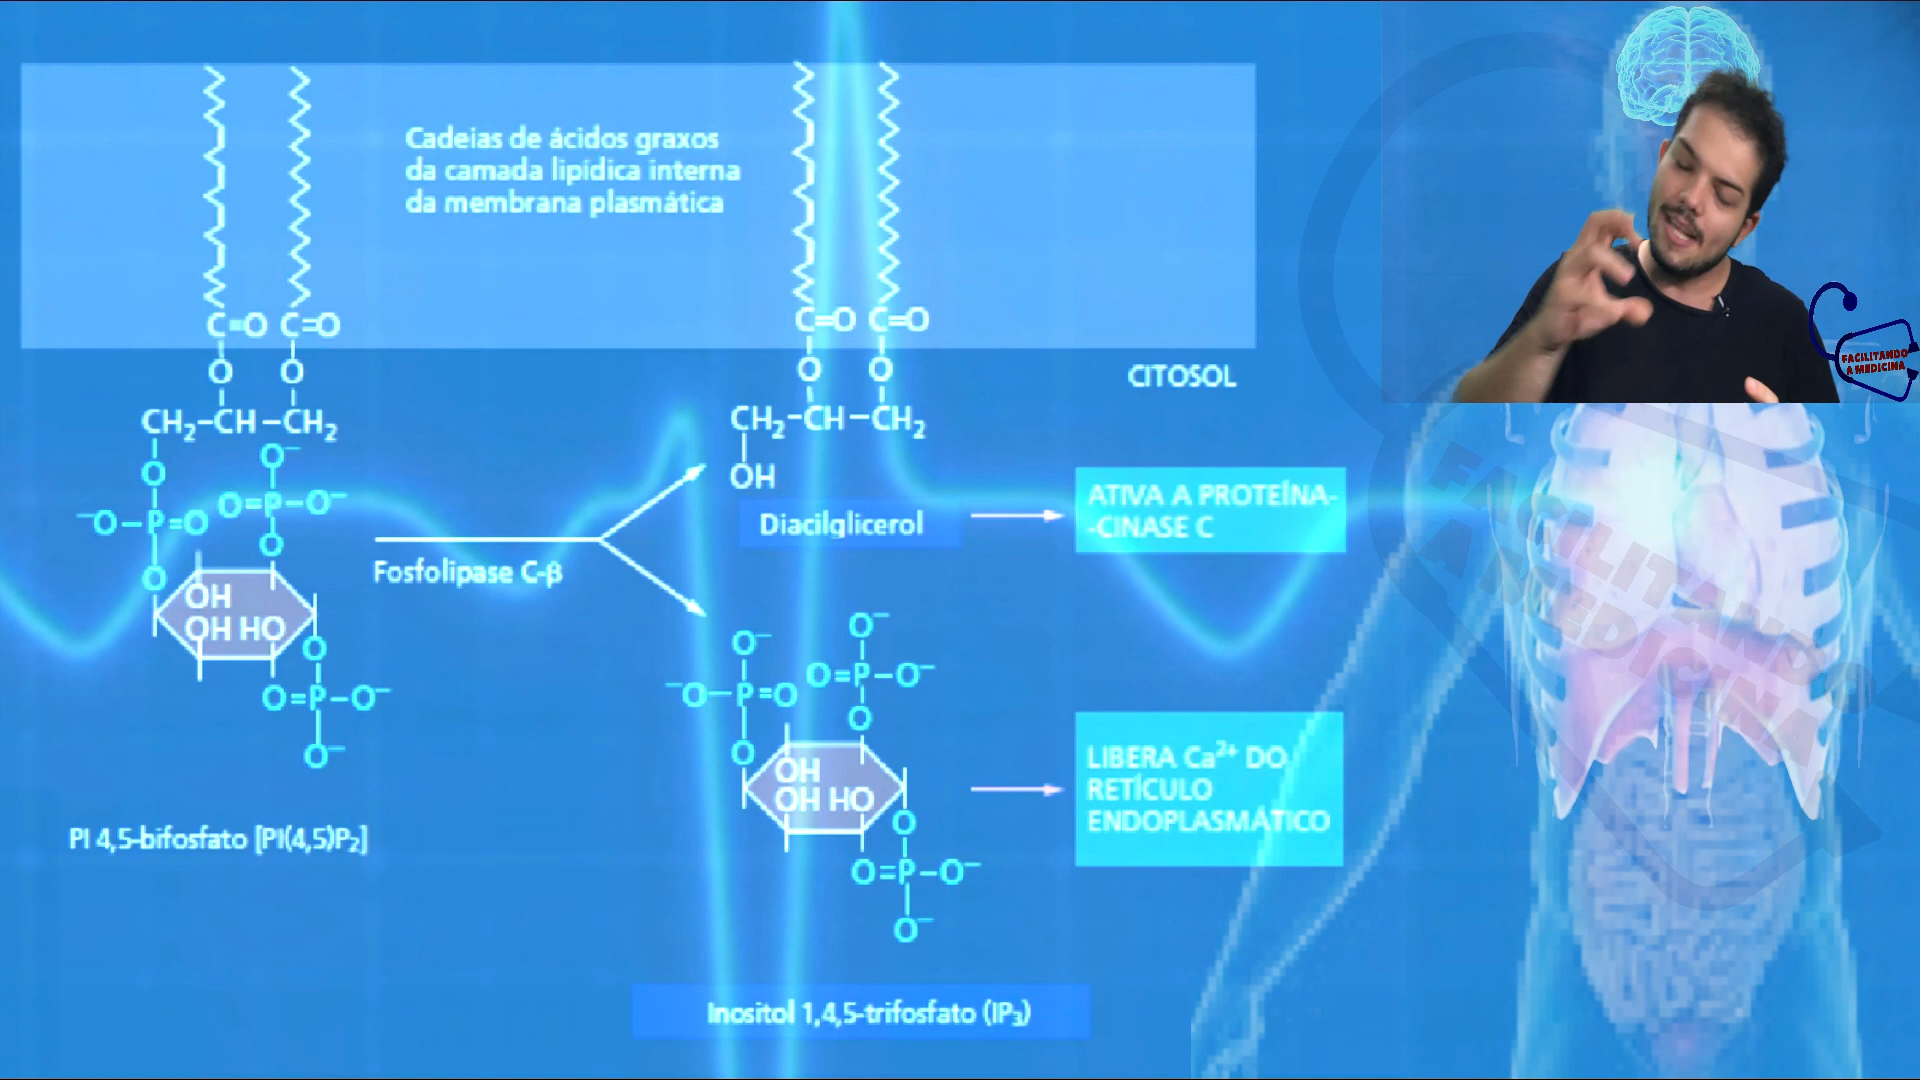 Cadeias de ácidos graxos
da camada lipídica interna
da membrana plasmática
C=O C=O
O O
CH₂-CH-CH₂
O
O⁻
⁻O-P=O
O=P-O⁻
O
O
OH
OH HO
O
O=P-O⁻
O⁻
PI 4,5-bifosfato [PI(4,5)P₂]
Fosfolipase C-β
C=O C=O
O O
CITOSOL
CH₂-CH-CH₂
OH
Diacilglicerol
ATIVA A PROTEÍNA-
-CINASE C
O⁻
O⁻
⁻O-P=O
O=P-O⁻
O
O
OH
OH HO
O
O=P-O⁻
O⁻
LIBERA Ca²⁺ DO
RETÍCULO
ENDOPLASMÁTICO
Inositol 1,4,5-trifosfato (IP₃)
FACILITANDO
A MEDICINA
FACILITANDO
A MEDICINA